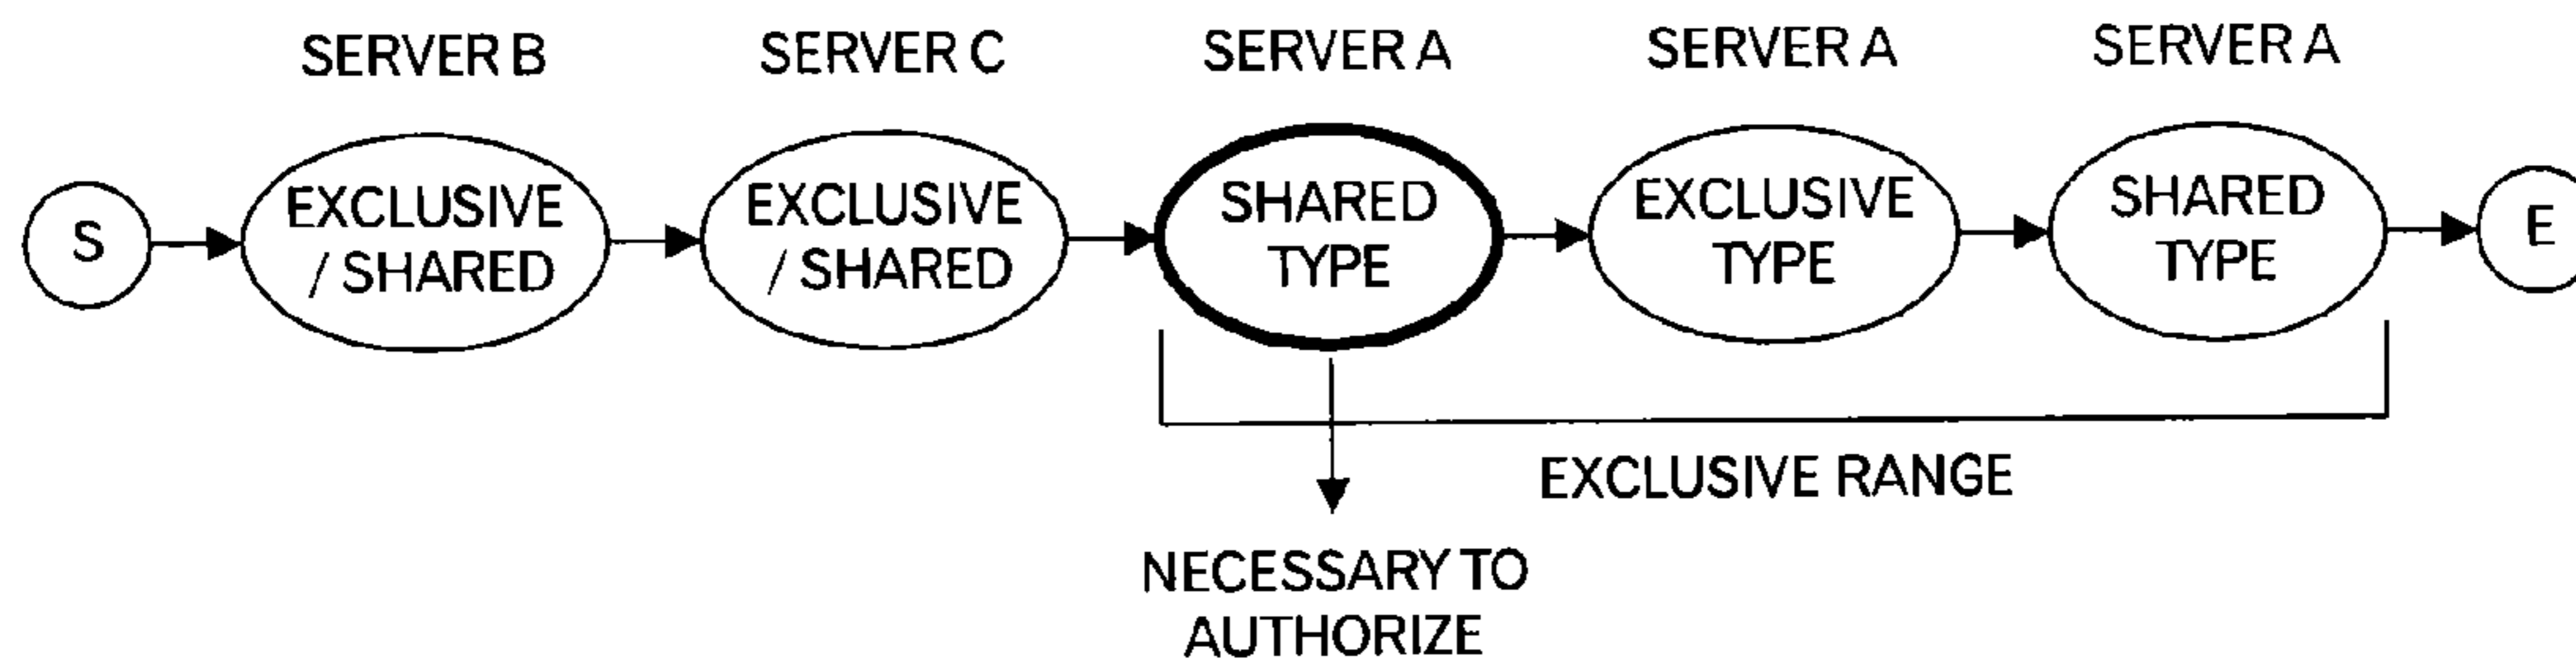 SERVER B
SERVER C
SERVER A
SERVER A
SERVER A
S
EXCLUSIVE
/ SHARED
EXCLUSIVE
/ SHARED
SHARED
TYPE
EXCLUSIVE
TYPE
SHARED
TYPE
E
EXCLUSIVE RANGE
NECESSARY TO
AUTHORIZE